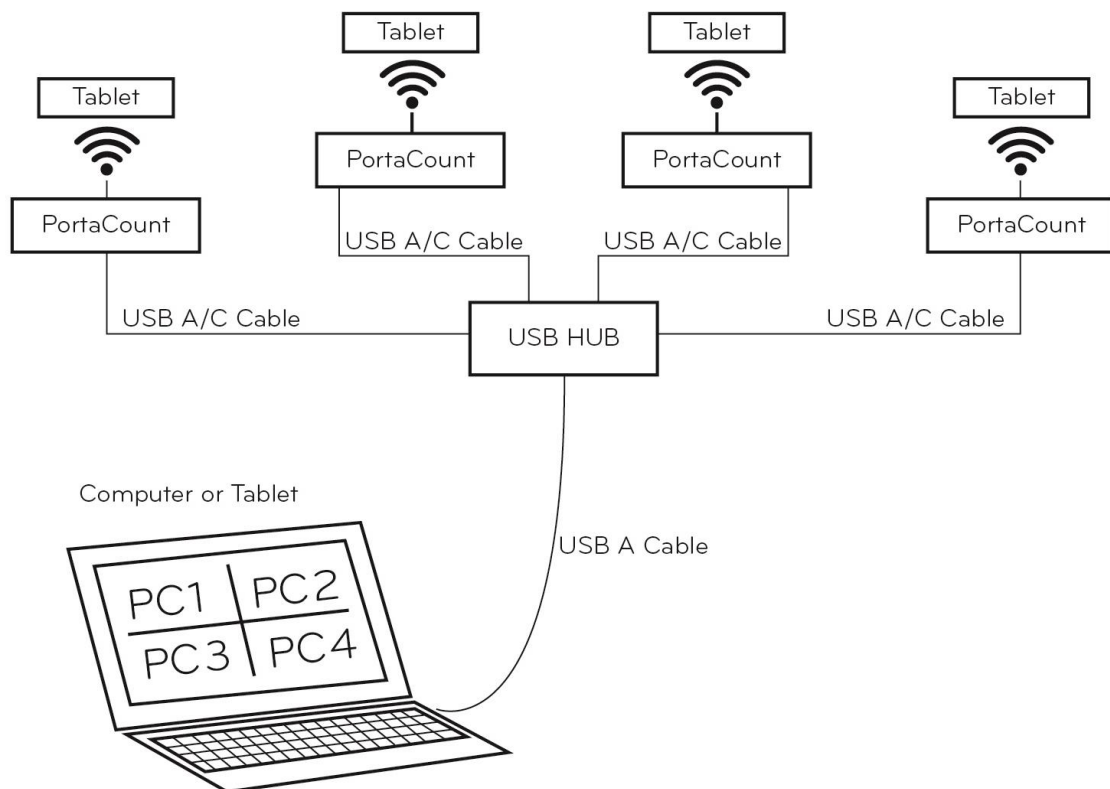 Tablet
Tablet
Tablet
Tablet
PortaCount
PortaCount
PortaCount
PortaCount
USB A/C Cable
USB A/C Cable
USB A/C Cable
USB A/C Cable
USB HUB
Computer or Tablet
USB A Cable
PC1
PC2
PC3
PC4